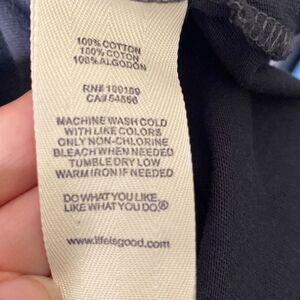 100% COTTON
100% COTON
100% ALGODON
RN# 100109
CA# 54856
MACHINE WASH COLD
WITH LIKE COLORS
ONLY NON-CHLORINE
BLEACH WHEN NEEDED
TUMBLE DRY LOW
WARM IRON IF NEEDED
DO WHAT YOU LIKE.
LIKE WHAT YOU DO.®
www.lifeisgood.com